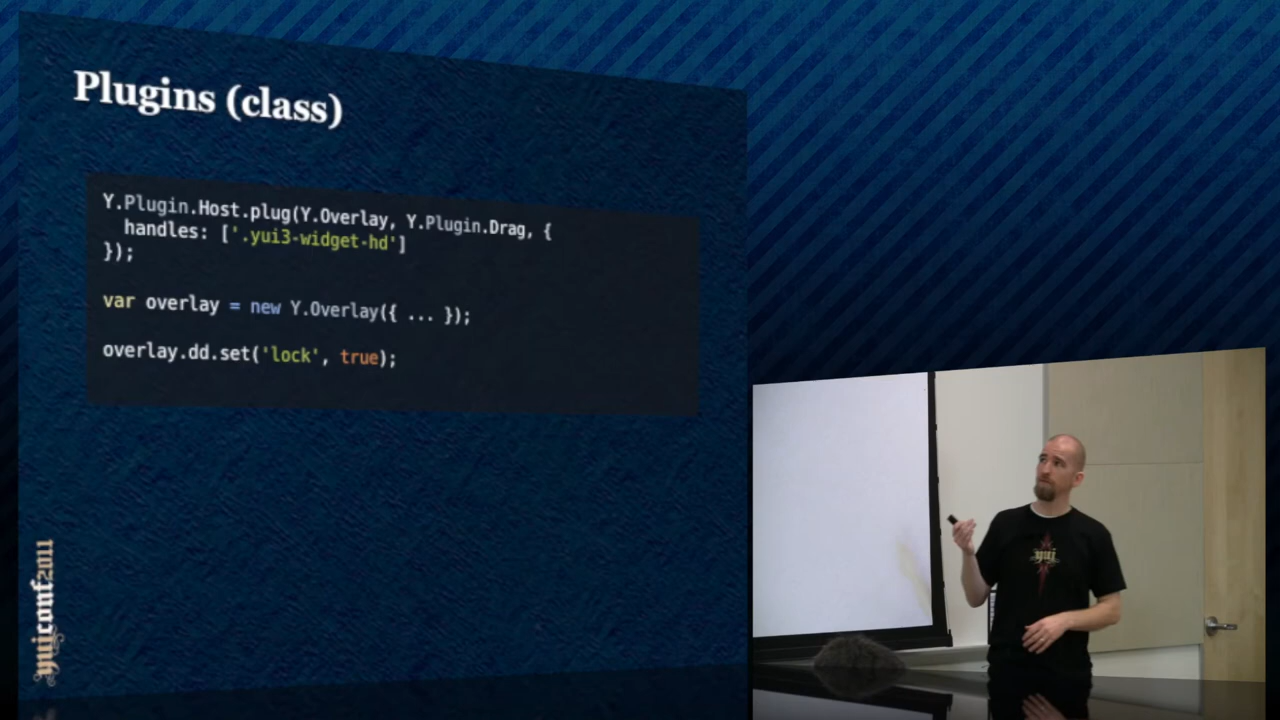 Plugins (class)
Y.Plugin.Host.plug(Y.Overlay, Y.Plugin.Drag, {
  handles: ['.yui3-widget-hd']
});
var overlay = new Y.Overlay({ ... });
overlay.dd.set('lock', true);
yuiconf2011
yui